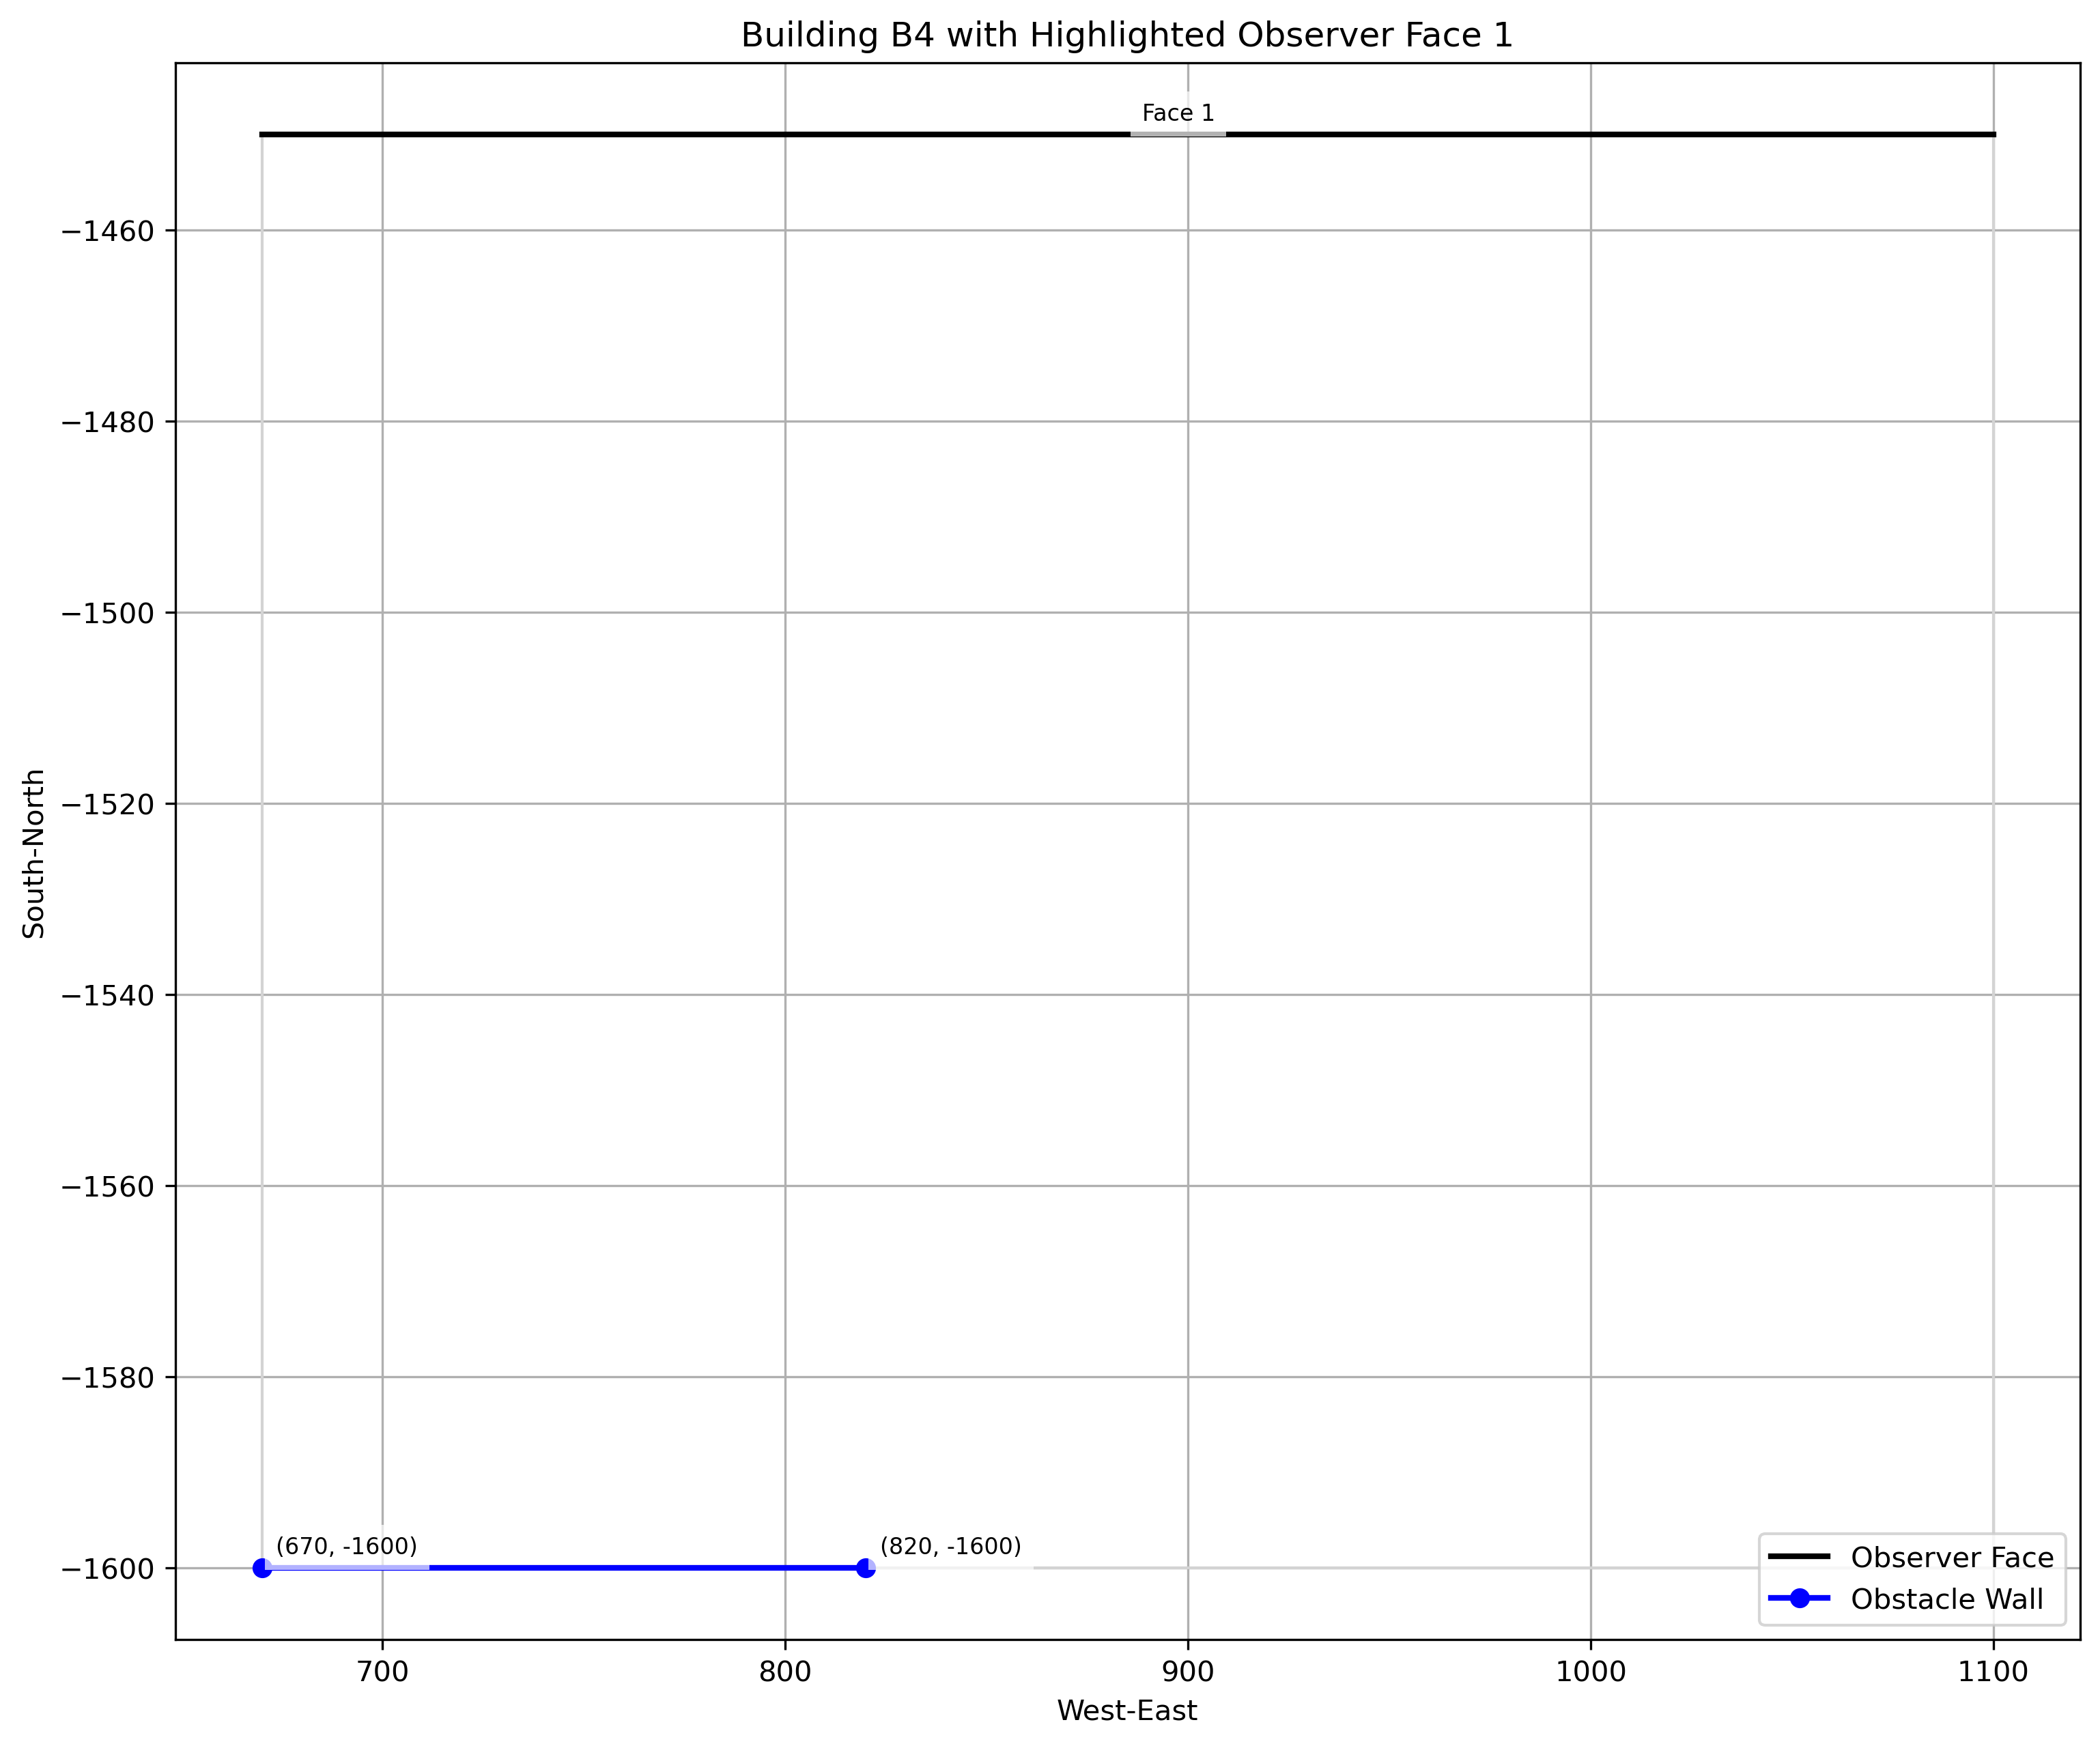 Building B4 with Highlighted Observer Face 1
Face 1
−1460
−1480
−1500
−1520
−1540
−1560
−1580
−1600
South-North
(670, -1600)
(820, -1600)
Observer Face
Obstacle Wall
700
800
900
1000
1100
West-East